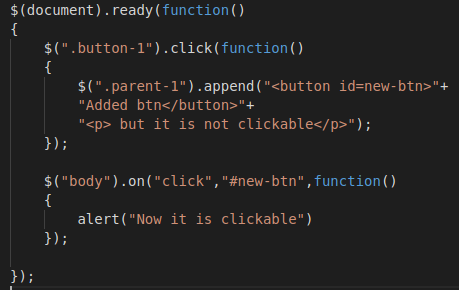 $(document).ready(function()
{
    $(".button-1").click(function()
    {
        $(".parent-1").append("<button id=new-btn>"+
        "Added btn</button>"+
        "<p> but it is not clickable</p>");
    });

    $("body").on("click","#new-btn",function()
    {
        alert("Now it is clickable")
    });

});